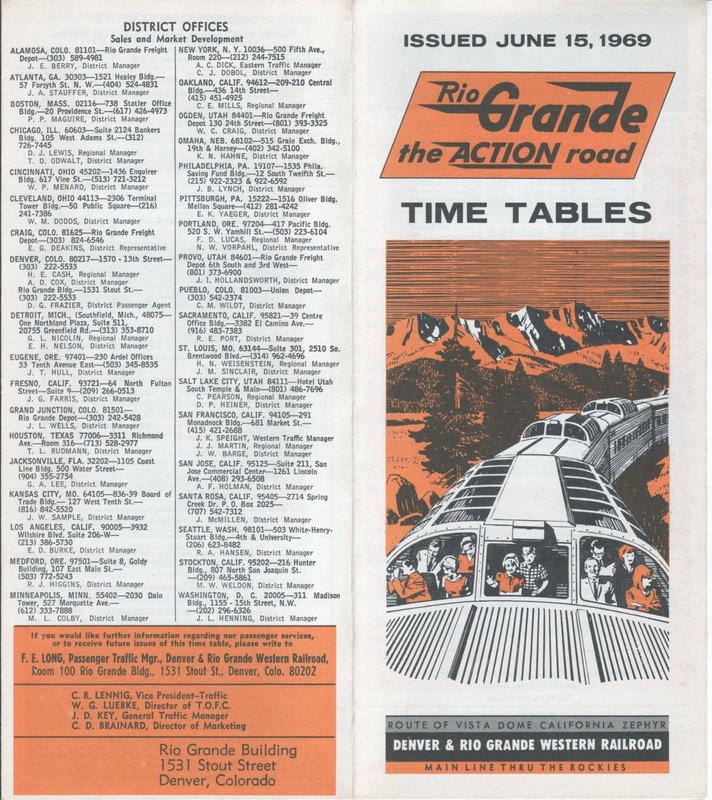 DISTRICT OFFICES
Sales and Market Development
ALAMOSA, COLO. 81101—Rio Grande Freight
Depot—(303) 589-4981
J. E. BERRY, District Manager
ATLANTA, GA. 30303—1521 Healey Bldg.—
57 Forsyth St. N. W.—(404) 524-4831
J. A. STAUFFER, District Manager
BOSTON, MASS. 02116—738 Statler Office
Bldg.—20 Providence St.—(617) 426-4973
P. P. MAGUIRE, District Manager
CHICAGO, ILL. 60603—Suite 2124 Bankers
Bldg. 105 West Adams St.—(312)
726-7445
D. J. LEWIS, Regional Manager
T. D. ODWALT, District Manager
CINCINNATI, OHIO 45202—1436 Enquirer
Bldg. 617 Vine St.—(513) 721-3212
W. P. MENARD, District Manager
CLEVELAND, OHIO 44113—2306 Terminal
Tower Bldg.—50 Public Square—(216)
241-7386
W. M. DODDS, District Manager
CRAIG, COLO. 81625—Rio Grande Freight
Depot—(303) 824-6546
E. G. DEAKINS, District Representative
DENVER, COLO. 80217—1570 - 13th Street—
(303) 222-5533
H. E. CASH, Regional Manager
A. D. COX, District Manager
Rio Grande Bldg.—1531 Stout St.—
(303) 222-5533
D. G. FRAZIER, District Passenger Agent
DETROIT, MICH., (Southfield, Mich., 48075—
One Northland Plaza, Suite 511,
20755 Greenfield Rd.—(313) 353-8710
G. L. NICOLIN, Regional Manager
E. H. NELSON, District Manager
EUGENE, ORE. 97401—230 Ardel Offices
33 Tenth Avenue East—(503) 345-8535
J. T. HULL, District Manager
FRESNO, CALIF. 93721—64 North Fulton
Street—Suite 9—(209) 266-0513
J. G. FARRIS, District Manager
GRAND JUNCTION, COLO. 81501—
Rio Grande Depot—(303) 242-5428
J. L. WELLS, District Manager
HOUSTON, TEXAS 77006—3311 Richmond
Ave.—Room 316—(713) 528-2977
T. L. RUDMANN, District Manager
JACKSONVILLE, FLA. 32202—1105 Coast
Line Bldg. 500 Water Street—
(904) 355-2754
G. A. LEE, District Manager
KANSAS CITY, MO. 64105—836-39 Board of
Trade Bldg.— 127 West Tenth St.—
(816) 842-5520
J. W. SAMPLE, District Manager
LOS ANGELES, CALIF. 90005—3932
Wilshire Blvd. Suite 206-W—
(213) 386-5730
E. D. BURKE, District Manager
MEDFORD, ORE. 97501—Suite 8, Goldy
Building, 107 East Main St.—
(503) 772-5243
R. J. HIGGINS, District Manager
MINNEAPOLIS, MINN. 55402—2030 Dain
Tower, 527 Marquette Ave.—
(612) 333-7888
M. L. COLBY, District Manager
NEW YORK, N. Y. 10036—500 Fifth Ave.,
Room 220—(212) 244-7515
A. C. DICK, Eastern Traffic Manager
C. J. DOBOL, District Manager
OAKLAND, CALIF. 94612—209-210 Central
Bldg.—436 14th Street—
(415) 451-4925
C. E. MILLS, Regional Manager
OGDEN, UTAH 84401—Rio Grande Freight
Depot 130 24th Street—(801) 393-3325
W. C. CRAIG, District Manager
OMAHA, NEB. 68102—515 Grain Exch. Bldg.,
19th & Harney—(402) 342-5100
K. N. HAHNE, District Manager
PHILADELPHIA, PA. 19107—1535 Phila.
Saving Fund Bldg.—12 South Twelfth St.—
(215) 922-2323 & 922-6592
J. B. LYNCH, District Manager
PITTSBURGH, PA. 15222—1516 Oliver Bldg.
Mellon Square—(412) 281-4242
E. K. YAEGER, District Manager
PORTLAND, ORE. 97204—417 Pacific Bldg.
520 S. W. Yamhill St.—(503) 223-6104
F. D. LUCAS, Regional Manager
N. W. VORPAHL, District Representative
PROVO, UTAH 84601—Rio Grande Freight
Depot 6th South and 3rd West—
(801) 373-6900
J. I. HOLLANDSWORTH, District Manager
PUEBLO, COLO. 81003—Union Depot—
(303) 542-2374
C. M. WILDT, District Manager
SACRAMENTO, CALIF. 95821—39 Centre
Office Bldg.—3382 El Camino Ave.—
(916) 483-7383
R. E. PORT, District Manager
ST. LOUIS, MO. 63144—Suite 301, 2510 So.
Brentwood Blvd.—(314) 962-4696
H. N. WEISENSTEIN, Regional Manager
J. M. SINCLAIR, District Manager
SALT LAKE CITY, UTAH 84111—Hotel Utah
South Temple & Main—(801) 486-7696
C. PEARSON, Regional Manager
D. P. HEINER, District Manager
SAN FRANCISCO, CALIF. 94105—291
Monadnock Bldg.—681 Market St.—
(415) 421-2688
J. K. SPEIGHT, Western Traffic Manager
J. J. MARTIN, Regional Manager
J. W. BARGE, District Manager
SAN JOSE, CALIF. 95125—Suite 211, San
Jose Commercial Center—1261 Lincoln
Ave.—(408) 293-6508
A. F. HOLMAN, District Manager
SANTA ROSA, CALIF. 95405—2714 Spring
Creek Dr. P. O. Box 2025—
(707) 542-7312
J. McMILLEN, District Manager
SEATTLE, WASH. 98101—503 White-Henry-
Stuart Bldg.—4th & University—
(206) 623-8482
R. A. HANSEN, District Manager
STOCKTON, CALIF. 95202—216 Hunter
Bldg., 807 North San Joaquin St.
—(209) 465-5861
M. W. WELDON, District Manager
WASHINGTON, D. C. 20005—311 Madison
Bldg., 1155 - 15th Street, N.W.
—(202) 296-6326
J. L. HENNING, District Manager
If you would like further information regarding our passenger services,
or to receive future issues of this time table, please write to
F. E. LONG, Passenger Traffic Mgr., Denver & Rio Grande Western Railroad,
Room 100 Rio Grande Bldg., 1531 Stout St., Denver, Colo. 80202
C. R. LENNIG, Vice President—Traffic
W. G. LUEBKE, Director of T.O.F.C.
J. D. KEY, General Traffic Manager
C. D. BRAINARD, Director of Marketing
Rio Grande Building
1531 Stout Street
Denver, Colorado
ISSUED JUNE 15, 1969
Rio Grande
the ACTION road
TIME TABLES
ROUTE OF VISTA DOME CALIFORNIA ZEPHYR
DENVER & RIO GRANDE WESTERN RAILROAD
MAIN LINE THRU THE ROCKIES